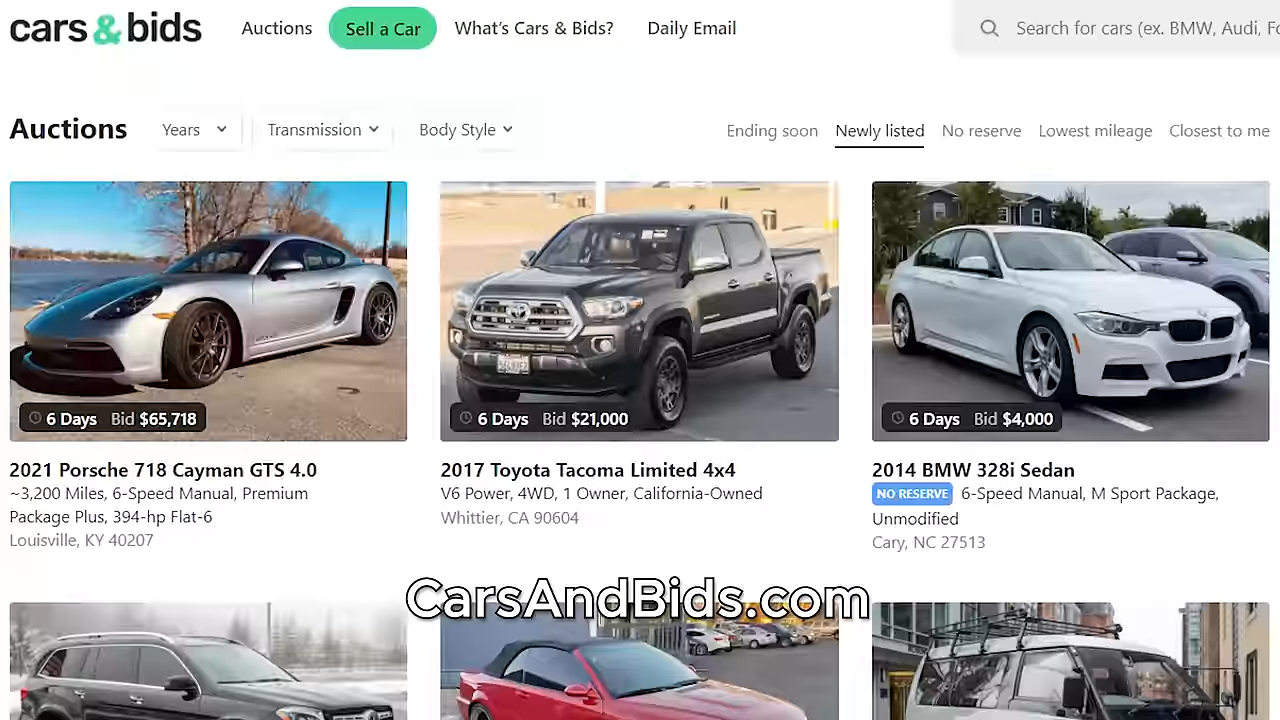 cars & bids Auctions Sell a Car What's Cars & Bids? Daily Email Search for cars (ex. BMW, Audi, Fo
Auctions Years Transmission Body Style Ending soon Newly listed No reserve Lowest mileage Closest to me
6 Days Bid $65,718
6 Days Bid $21,000
6 Days Bid $4,000
2021 Porsche 718 Cayman GTS 4.0
~3,200 Miles, 6-Speed Manual, Premium
Package Plus, 394-hp Flat-6
Louisville, KY 40207
2017 Toyota Tacoma Limited 4x4
V6 Power, 4WD, 1 Owner, California-Owned
Whittier, CA 90604
2014 BMW 328i Sedan
NO RESERVE 6-Speed Manual, M Sport Package,
Unmodified
Cary, NC 27513
CarsAndBids.com